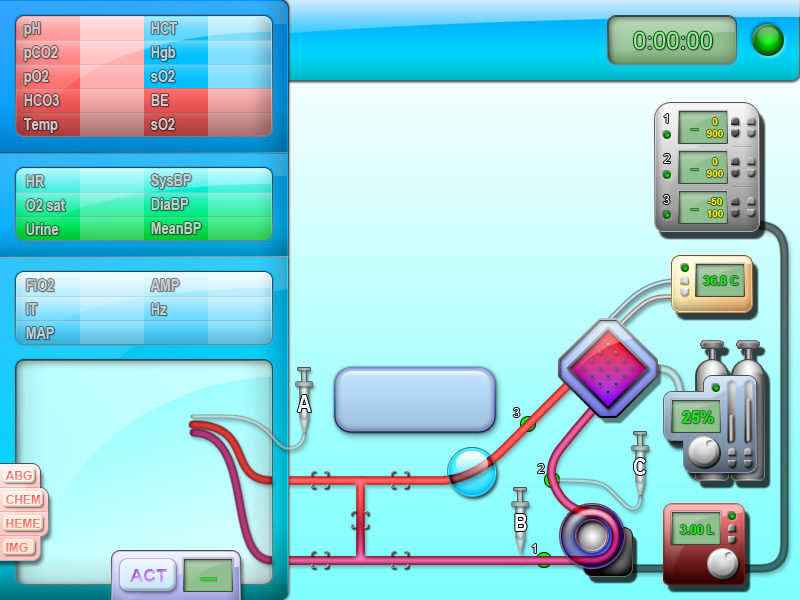 pH HCT
pCO2 Hgb
pO2 sO2
HCO3 BE
Temp sO2
HR SysBP
O2 sat DiaBP
Urine MeanBP
FiO2 AMP
IT Hz
MAP
0:00:00
1 -- 0 900
2 -- 0 900
3 -- -50 100
36.8 C
25%
3.00 L
A
B
C
3
2
1
ABG
CHEM
HEME
IMG
ACT --